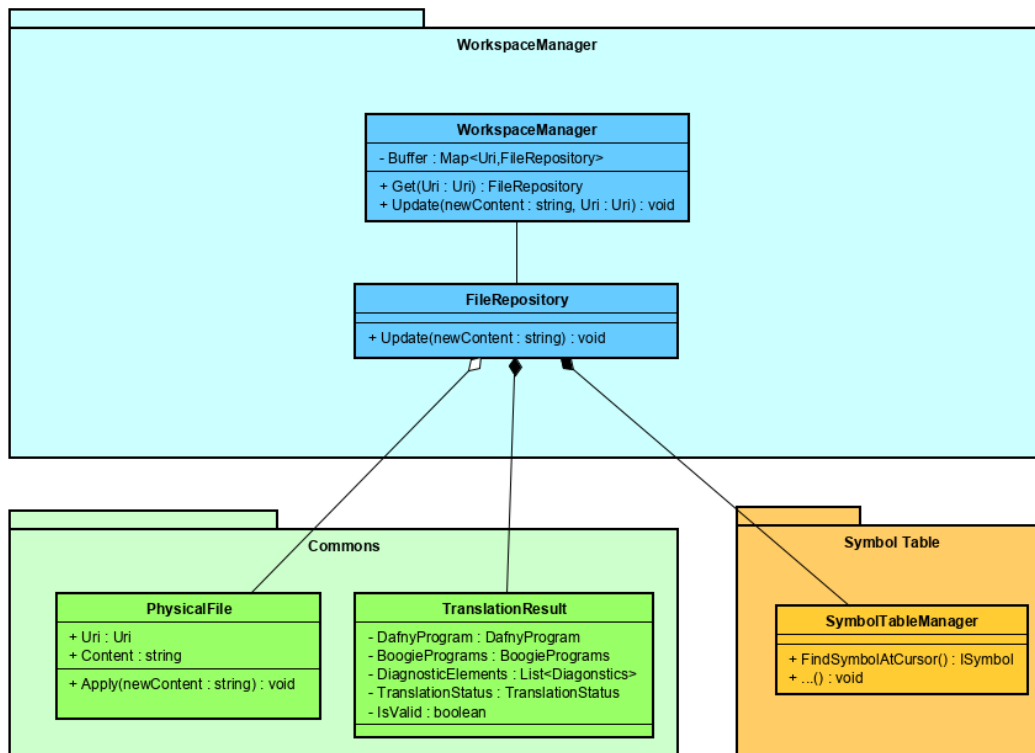 WorkspaceManager
WorkspaceManager
- Buffer : Map<Uri,FileRepository>
+ Get(Uri : Uri) : FileRepository
+ Update(newContent : string, Uri : Uri) : void
FileRepository
+ Update(newContent : string) : void
Commons
PhysicalFile
+ Uri : Uri
+ Content : string
+ Apply(newContent : string) : void
TranslationResult
- DafnyProgram : DafnyProgram
- BoogiePrograms : BoogiePrograms
- DiagnosticElements : List<Diagonstics>
- TranslationStatus : TranslationStatus
- IsValid : boolean
Symbol Table
SymbolTableManager
+ FindSymbolAtCursor() : ISymbol
+ ...() : void